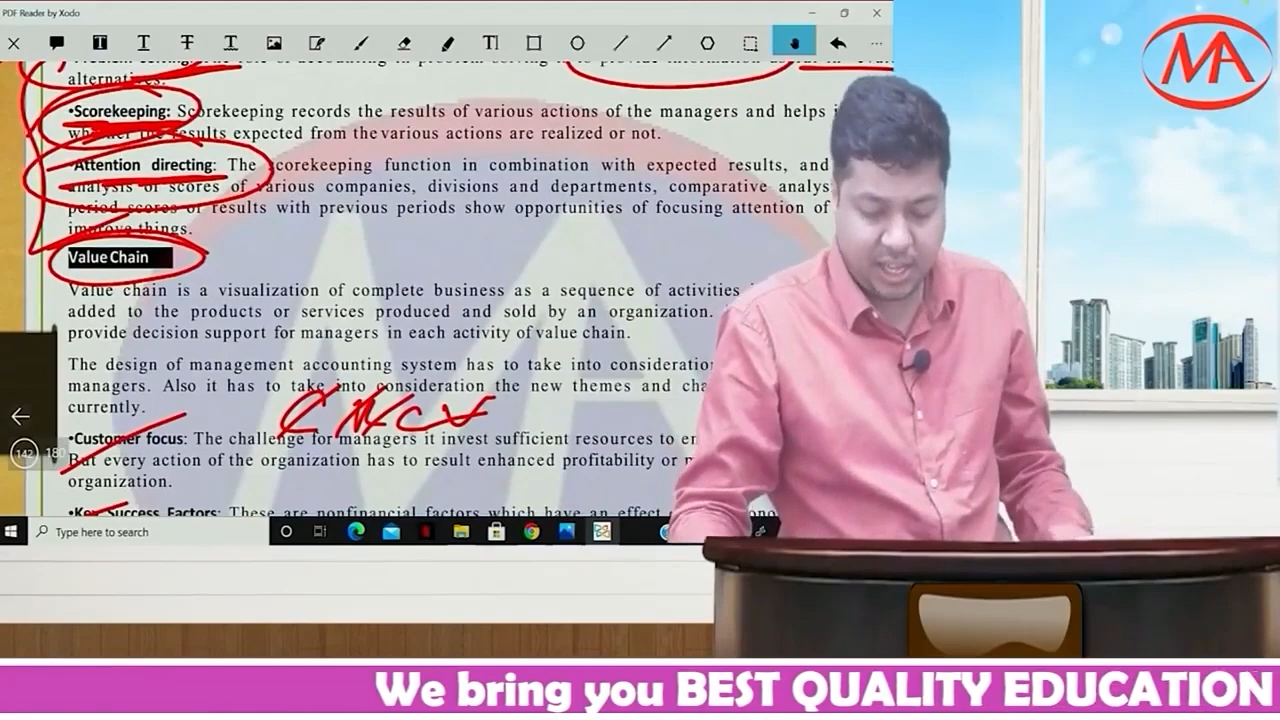 PDF Reader by Xodo
alternatives.
•Scorekeeping: Scorekeeping records the results of various actions of the managers and helps i
whether the results expected from the various actions are realized or not.
•Attention directing: The scorekeeping function in combination with expected results, and
analysis of scores of various companies, divisions and departments, comparative analys
period scores or results with previous periods show opportunities of focusing attention of
improve things.
Value Chain
Value chain is a visualization of complete business as a sequence of activities
added to the products or services produced and sold by an organization.
provide decision support for managers in each activity of value chain.
The design of management accounting system has to take into consideration
managers. Also it has to take into consideration the new themes and cha
currently.
•Customer focus: The challenge for managers it invest sufficient resources to en
But every action of the organization has to result enhanced profitability or
organization.
•Key Success Factors: These are nonfinancial factors which have an effect
142 180
Type here to search
MA
We bring you BEST QUALITY EDUCATION